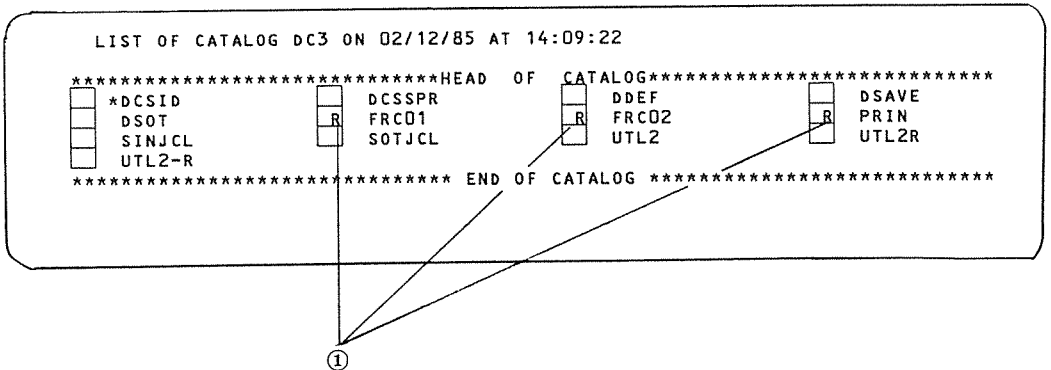 LIST OF CATALOG DC3 ON 02/12/85 AT 14:09:22
******************************HEAD OF CATALOG****************************
*DCSID DCSSPR DDEF DSAVE
DSOT R FRC01 R FRC02 R PRIN
SINJCL SOTJCL UTL2 UTL2R
UTL2-R
******************************* END OF CATALOG ****************************
①